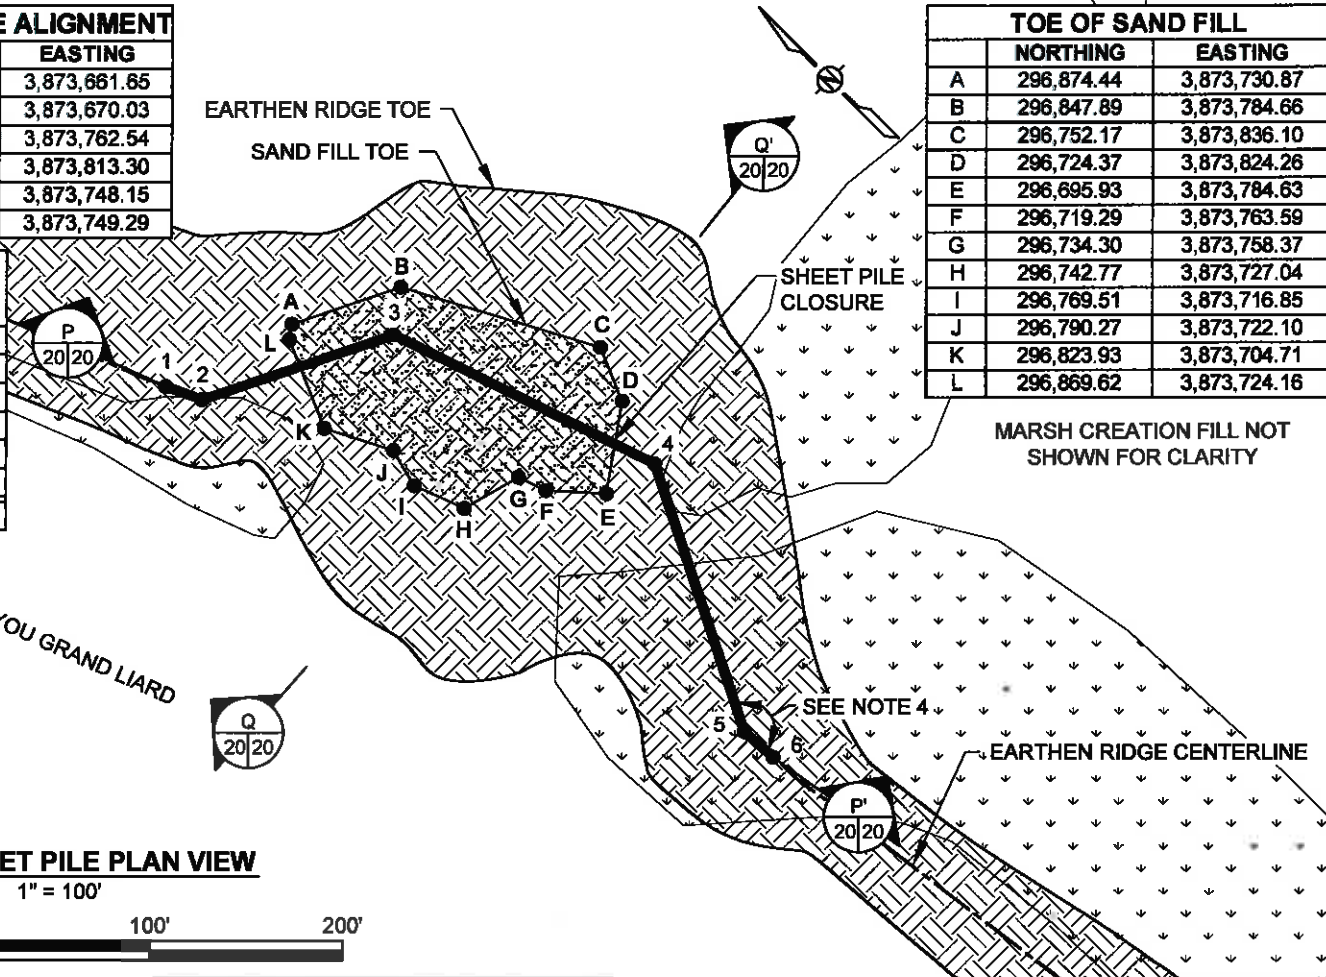 E ALIGNMENT
EASTING
3,873,661.65
3,873,670.03
3,873,762.54
3,873,813.30
3,873,748.15
3,873,749.29
TOE OF SAND FILL
NORTHING EASTING
A 296,874.44 3,873,730.87
B 296,847.89 3,873,784.66
C 296,752.17 3,873,836.10
D 296,724.37 3,873,824.26
E 296,695.93 3,873,784.63
F 296,719.29 3,873,763.59
G 296,734.30 3,873,758.37
H 296,742.77 3,873,727.04
I 296,769.51 3,873,716.85
J 296,790.27 3,873,722.10
K 296,823.93 3,873,704.71
L 296,869.62 3,873,724.16
N
EARTHEN RIDGE TOE
SAND FILL TOE
Q'
20 20
SHEET PILE
CLOSURE
P
20 20
A
B
C
D
E
F
G
H
I
J
K
L
1
2
3
4
5
6
MARSH CREATION FILL NOT
SHOWN FOR CLARITY
YOU GRAND LIARD
Q
20 20
SEE NOTE 4
EARTHEN RIDGE CENTERLINE
P'
20 20
ET PILE PLAN VIEW
1" = 100'
100' 200'